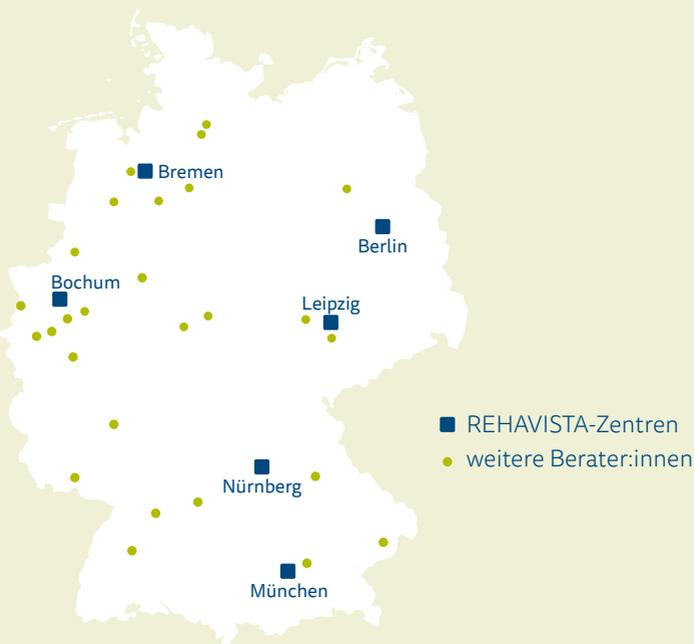 Bremen
Berlin
Bochum
Leipzig
REHAVISTA-Zentren
weitere Berater:innen
Nürnberg
München